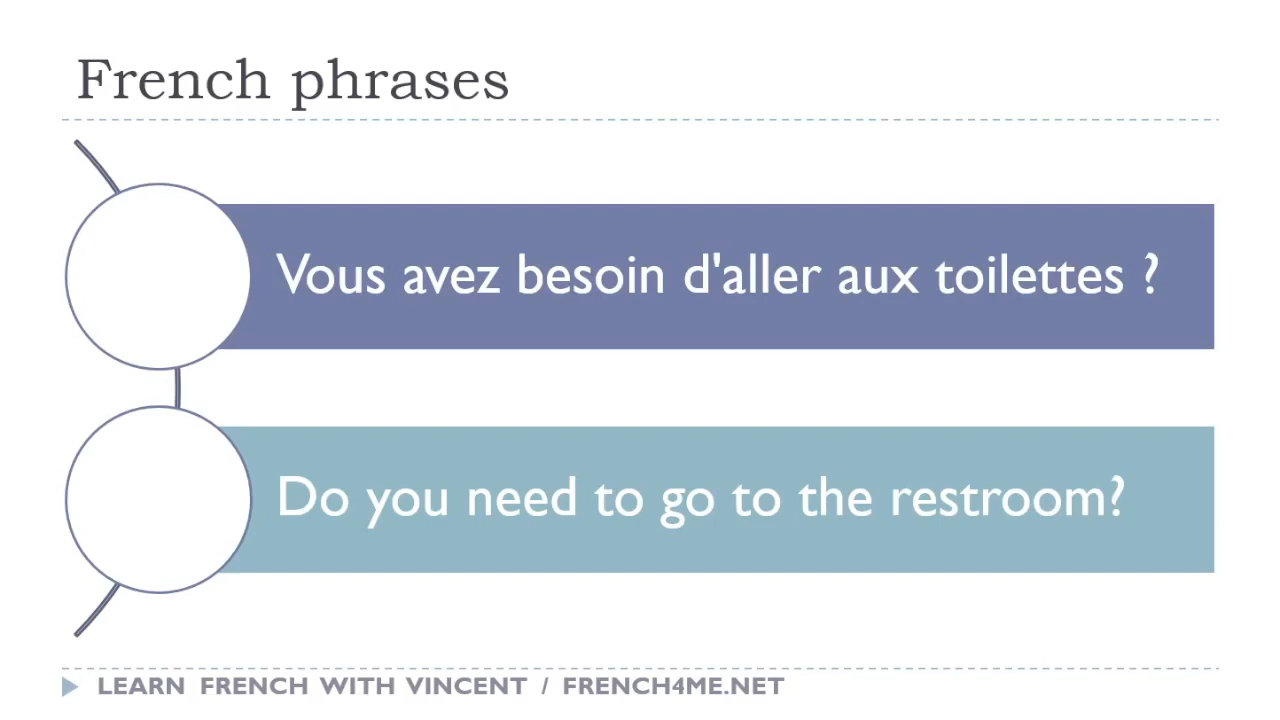 French phrases
Vous avez besoin d'aller aux toilettes ?
Do you need to go to the restroom?
LEARN FRENCH WITH VINCENT / FRENCH4ME.NET